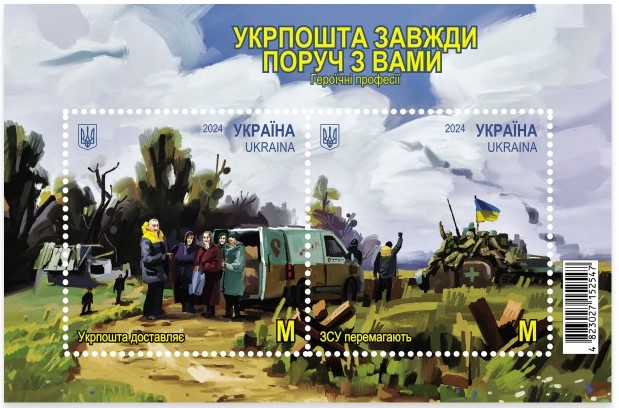 УКРПОШТА ЗАВЖДИ
ПОРУЧ З ВАМИ
Героїчні професії
2024 УКРАЇНА
UKRAINA
2024 УКРАЇНА
UKRAINA
Укрпошта доставляє M
ЗСУ перемагають M
4 823027 152547